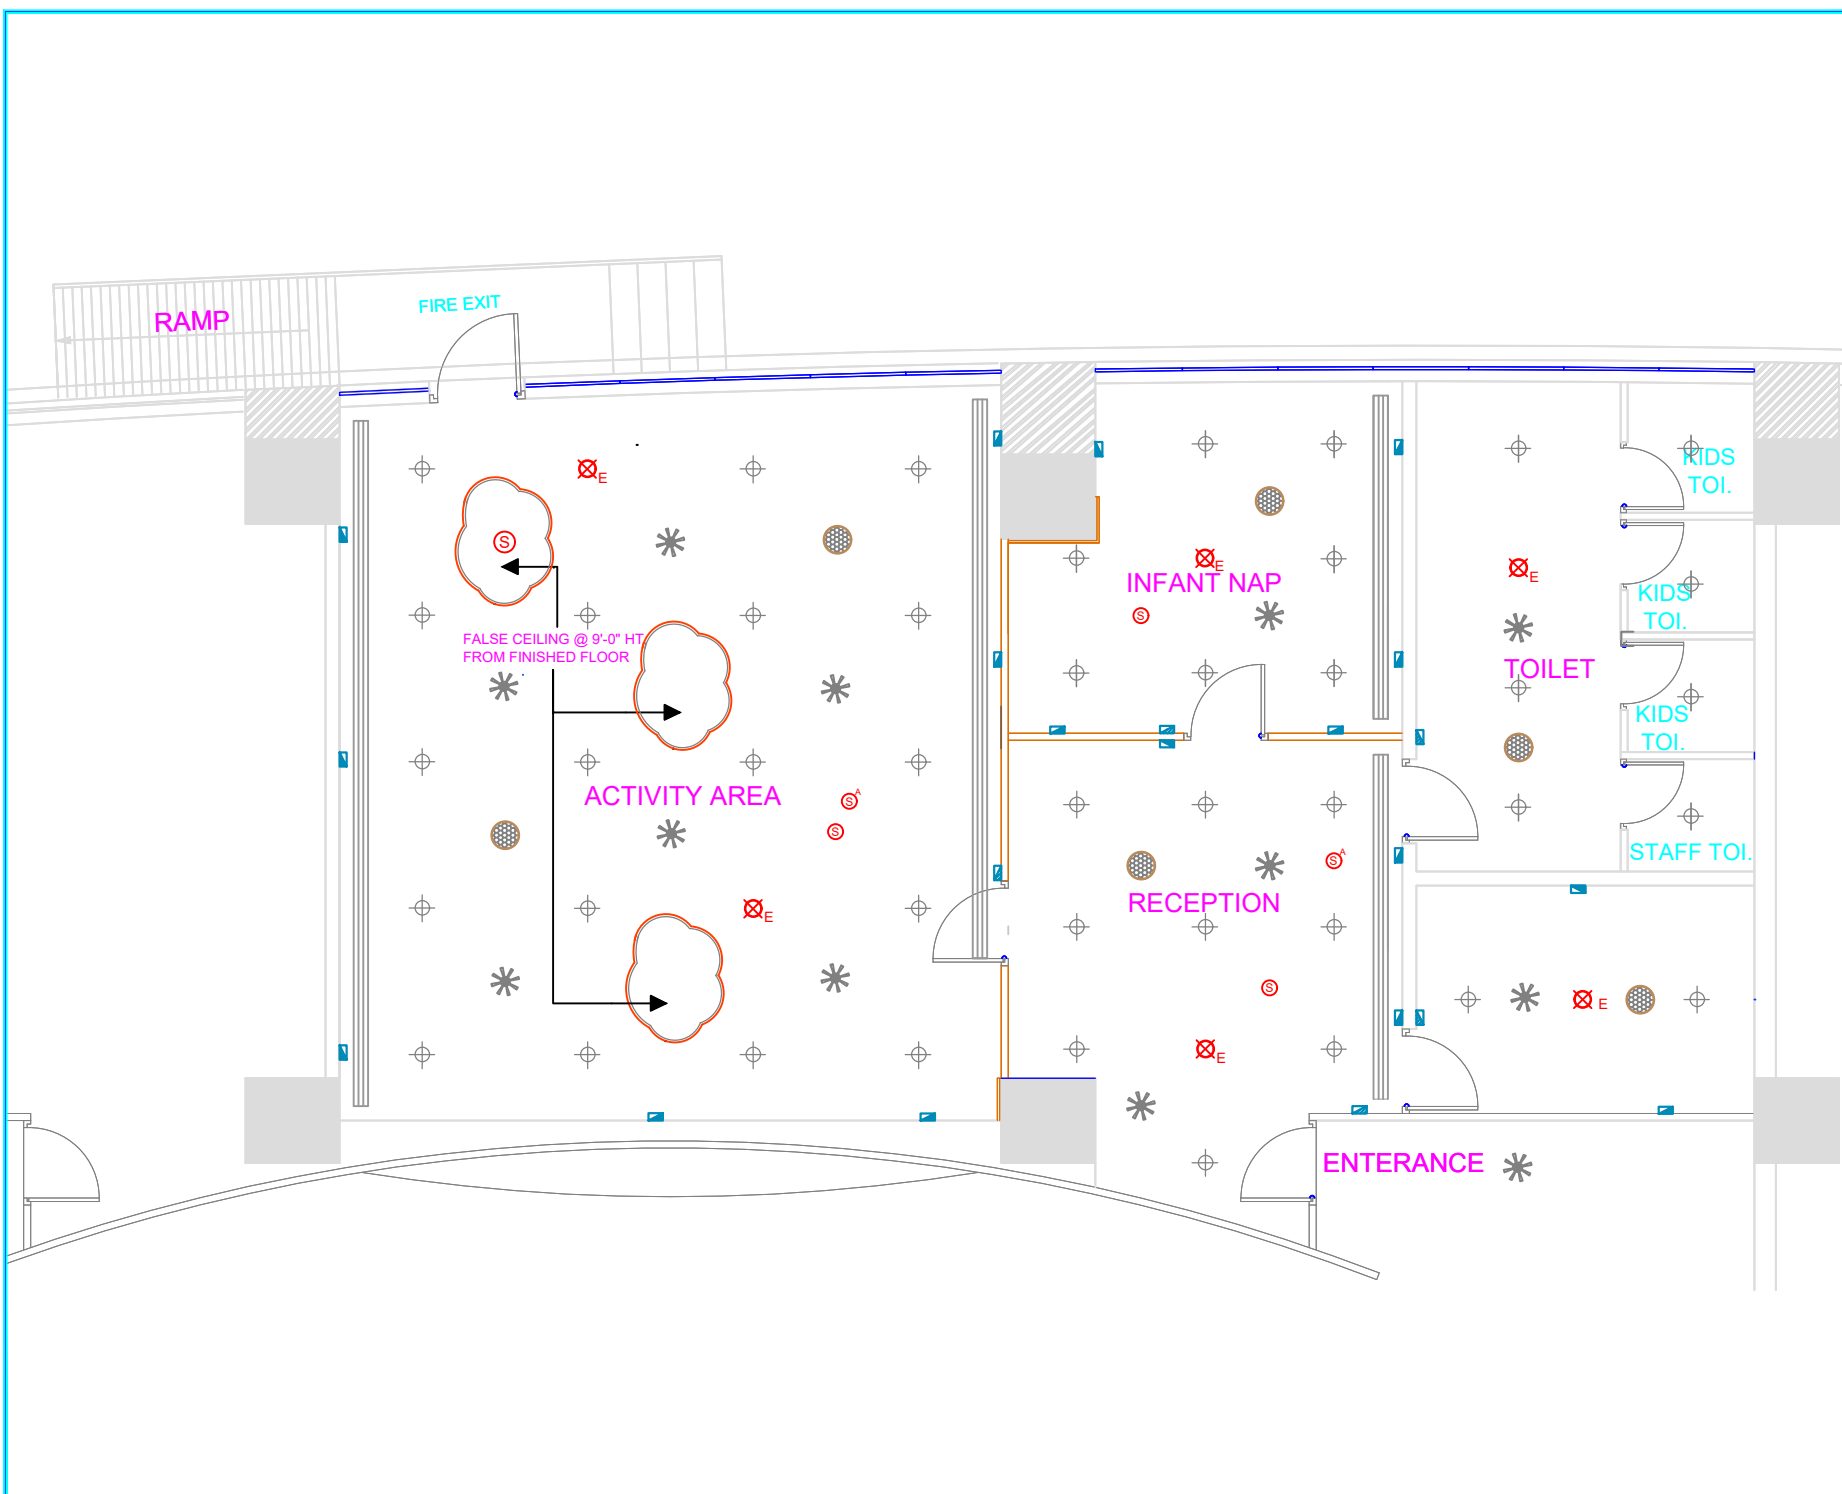 FIRE EXIT
RAMP
KIDS
TOI.
E
S
E
E
INFANT NAP
KIDS
TOI.
S
FALSE CEILING @ 9'-0" HT
FROM FINISHED FLOOR
TOILET
KIDS
TOI.
ACTIVITY AREA
S A
S
STAFF TOI.
S A
RECEPTION
E
S
E
E
ENTERANCE